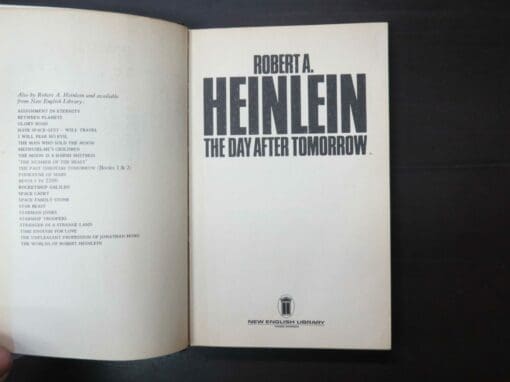 Also by Robert A. Heinlein and available
from New English Library:
ASSIGNMENT IN ETERNITY
BETWEEN PLANETS
GLORY ROAD
HAVE SPACE-SUIT - WILL TRAVEL
I WILL FEAR NO EVIL
THE MAN WHO SOLD THE MOON
METHUSELAH'S CHILDREN
THE MOON IS A HARSH MISTRESS
"THE NUMBER OF THE BEAST"
THE PAST THROUGH TOMORROW (Books 1 & 2)
PODKAYNE OF MARS
REVOLT IN 2100
ROCKETSHIP GALILEO
SPACE CADET
SPACE FAMILY STONE
STAR BEAST
STARMAN JONES
STARSHIP TROOPERS
STRANGER IN A STRANGE LAND
TIME ENOUGH FOR LOVE
THE UNPLEASANT PROFESSION OF JONATHAN HOAG
THE WORLDS OF ROBERT HEINLEIN
ROBERT A.
HEINLEIN
THE DAY AFTER TOMORROW
NEW ENGLISH LIBRARY